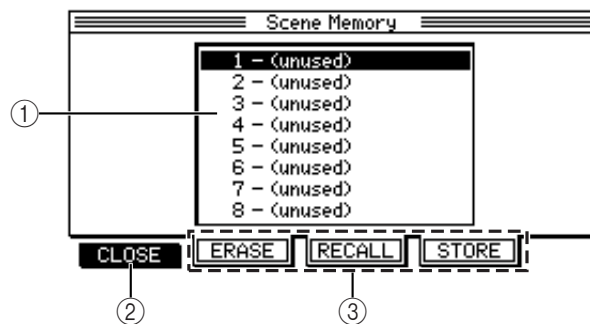 Scene Memory
1 - (unused)
2 - (unused)
3 - (unused)
4 - (unused)
5 - (unused)
6 - (unused)
7 - (unused)
8 - (unused)
①
CLOSE ERASE RECALL STORE
② ③